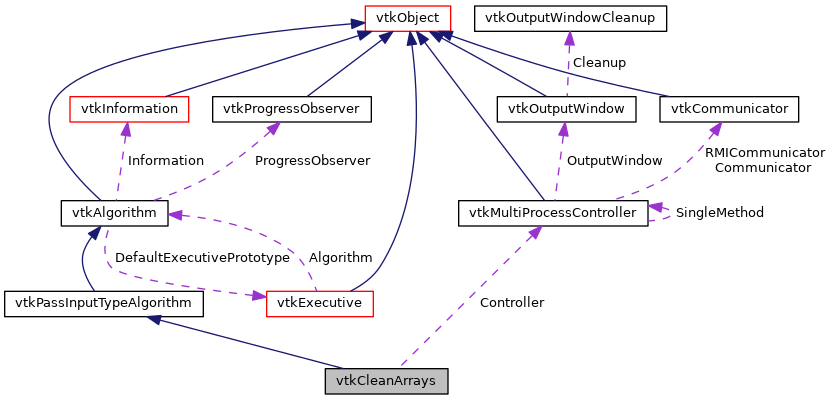 vtkObject
vtkOutputWindowCleanup
Cleanup
vtkInformation
vtkProgressObserver
vtkOutputWindow
vtkCommunicator
Information
ProgressObserver
OutputWindow
RMICommunicator
Communicator
vtkAlgorithm
vtkMultiProcessController
SingleMethod
DefaultExecutivePrototype
Algorithm
vtkPassInputTypeAlgorithm
vtkExecutive
Controller
vtkCleanArrays